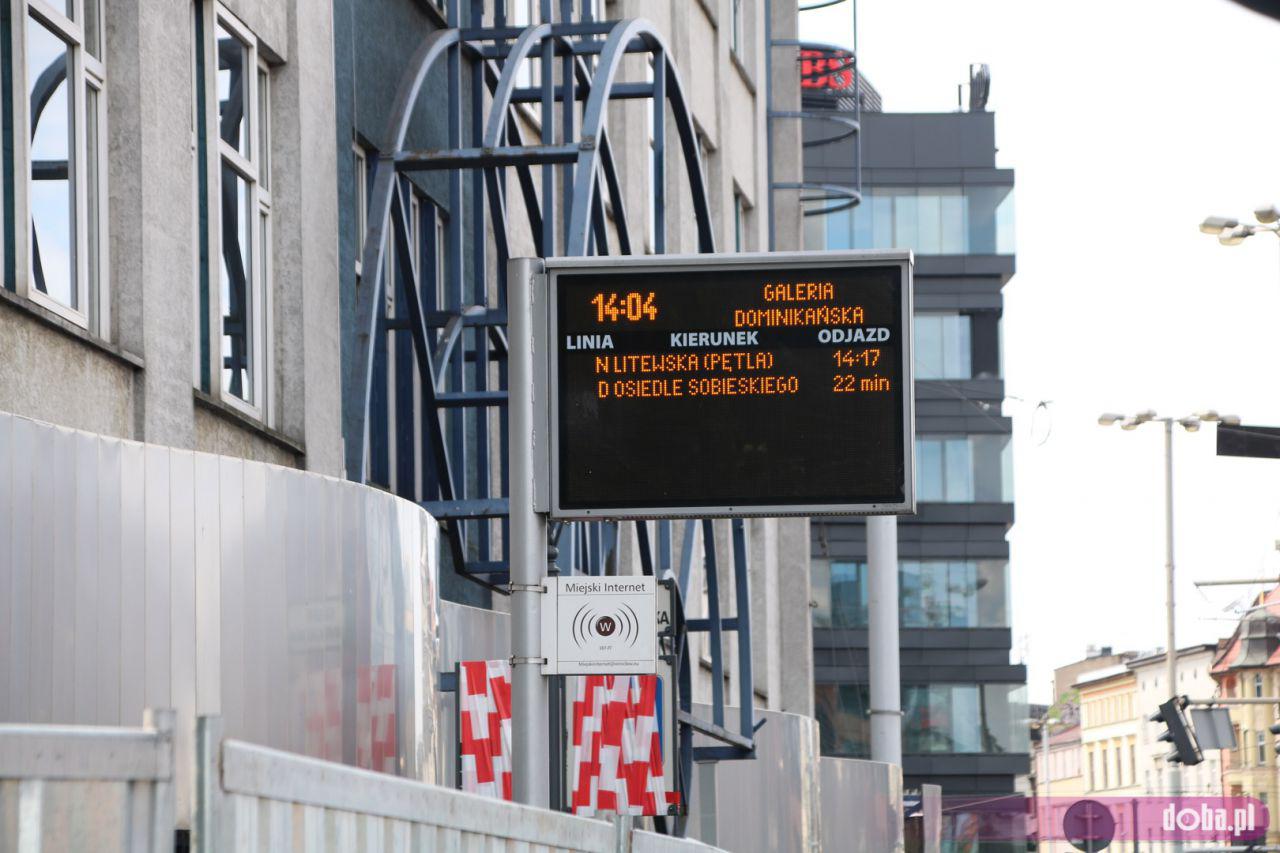 14:04 GALERIA
DOMINIKAŃSKA
LINIA KIERUNEK ODJAZD
N LITEWSKA (PĘTLA) 14:17
D OSIEDLE SOBIESKIEGO 22 min
Miejski Internet
W
KA
doba.pl